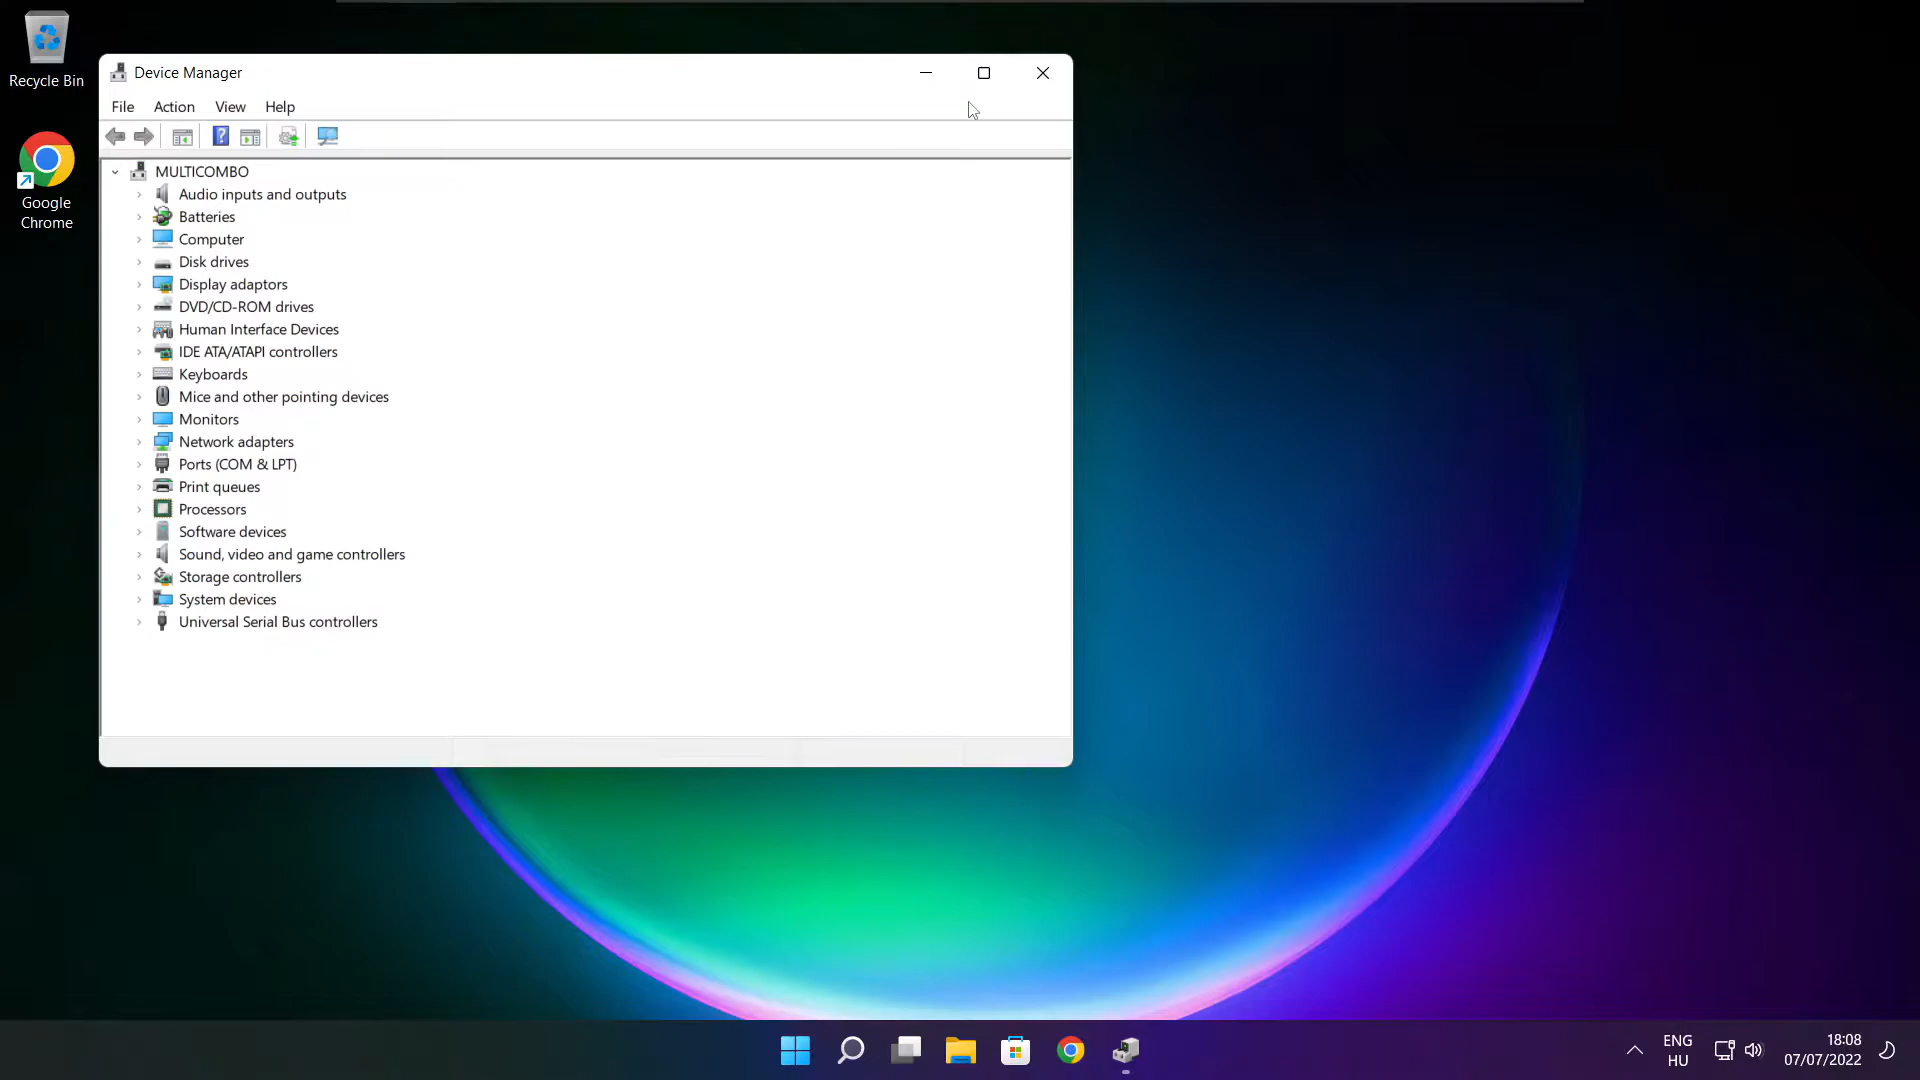 Recycle Bin
Google
Chrome
Device Manager
File Action View Help
MULTICOMBO
Audio inputs and outputs
Batteries
Computer
Disk drives
Display adaptors
DVD/CD-ROM drives
Human Interface Devices
IDE ATA/ATAPI controllers
Keyboards
Mice and other pointing devices
Monitors
Network adapters
Ports (COM & LPT)
Print queues
Processors
Software devices
Sound, video and game controllers
Storage controllers
System devices
Universal Serial Bus controllers
ENG
HU
18:08
07/07/2022